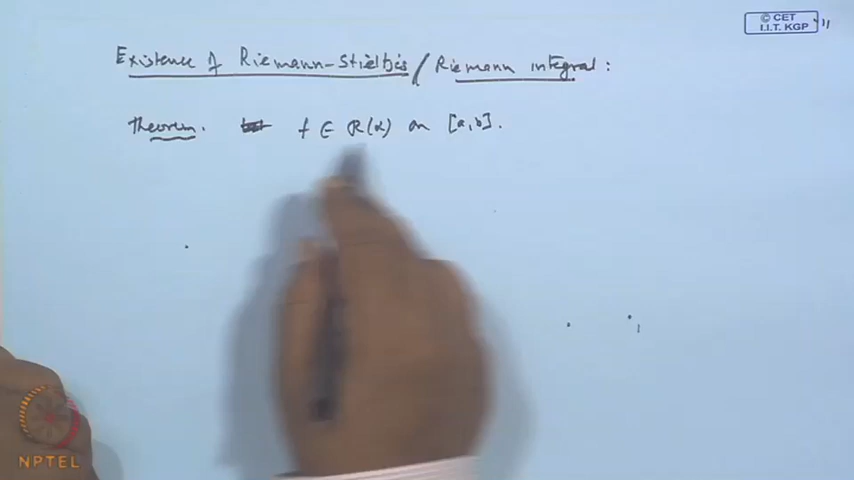 © CET
I.I.T. KGP
Existence of Riemann-Stieltjes / Riemann integral :
Theorem. f ∈ R(α) on [a,b].
NPTEL